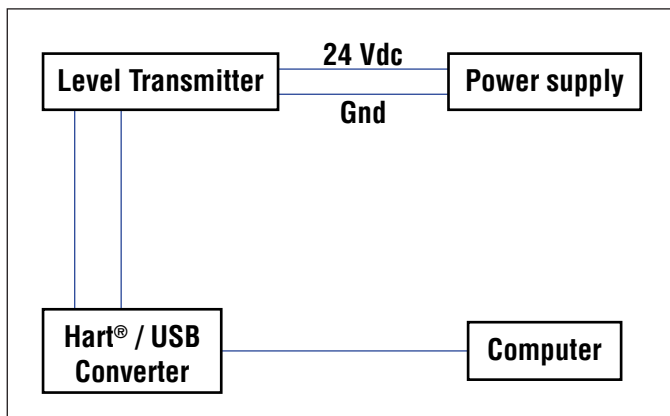 24 Vdc
Level Transmitter
Power supply
Gnd
Hart® / USB
Converter
Computer